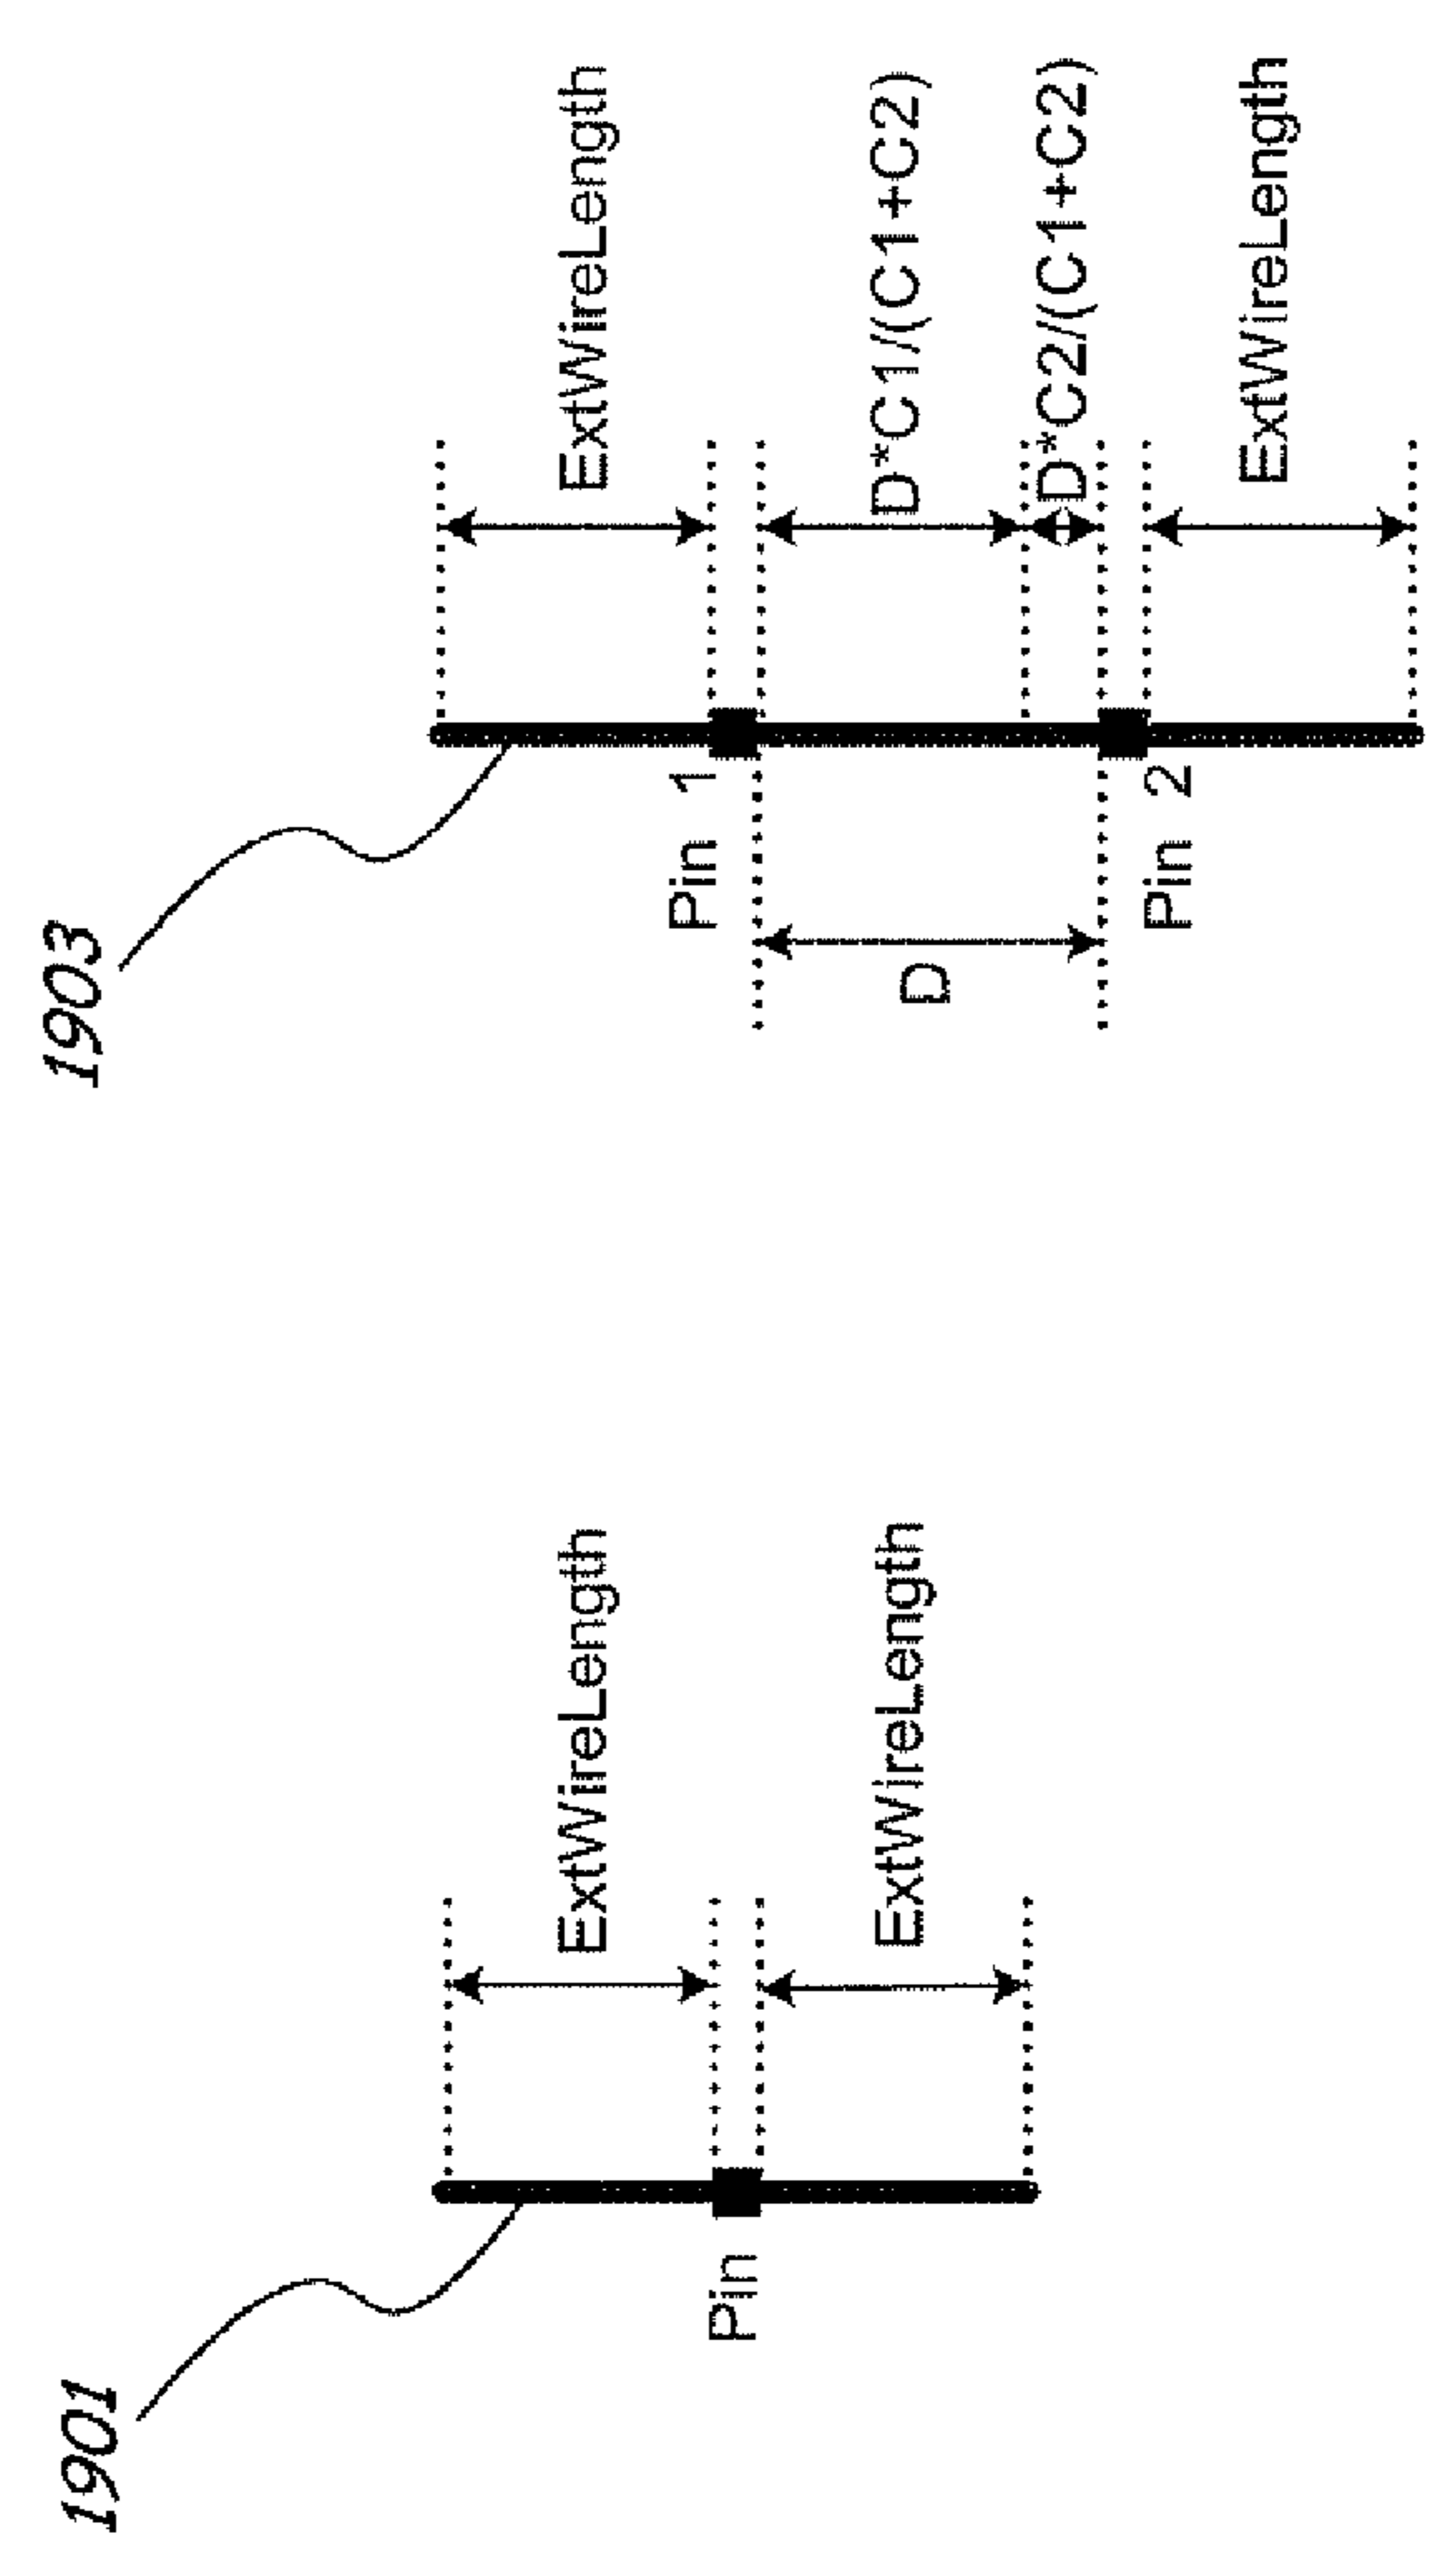 1901
Pin
ExtWireLength
ExtWireLength
1903
Pin 1
D
Pin 2
ExtWireLength
D*C1/(C1+C2)
D*C2/(C1+C2)
ExtWireLength